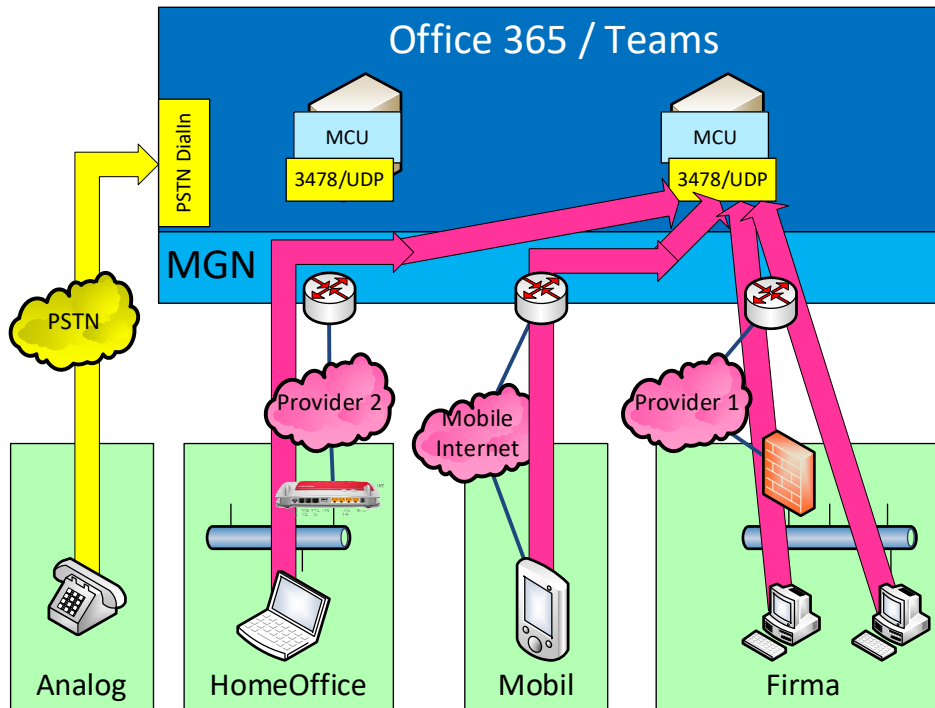 Office 365 / Teams
PSTN DialIn
MCU
3478/UDP
MCU
3478/UDP
MGN
PSTN
Provider 2
Mobile
Internet
Provider 1
Analog
HomeOffice
Mobil
Firma